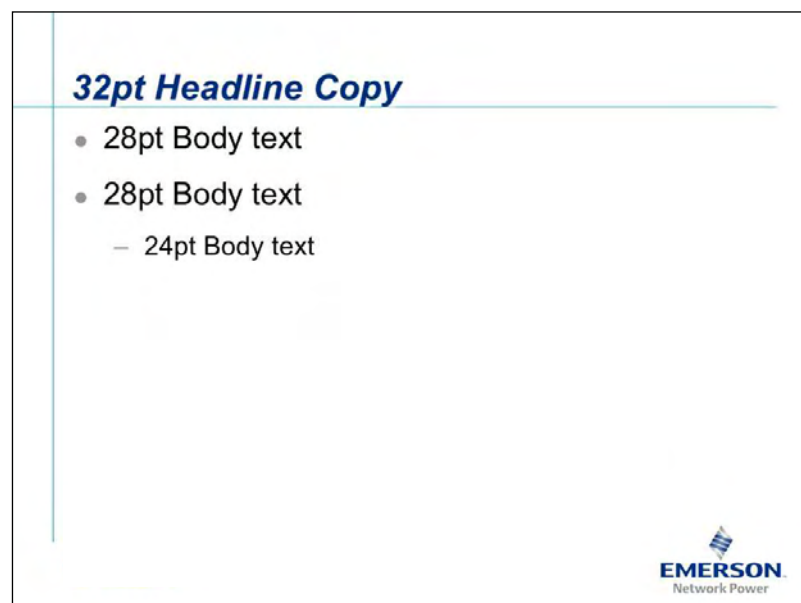 32pt Headline Copy
● 28pt Body text
● 28pt Body text
– 24pt Body text
EMERSON.
Network Power